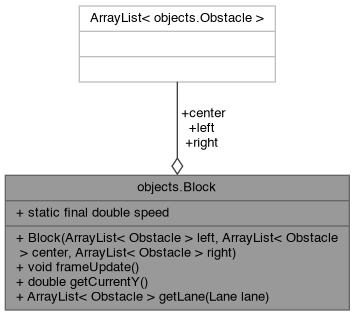 ArrayList< objects.Obstacle >
+center
+left
+right
objects.Block
+ static final double speed
+ Block(ArrayList< Obstacle > left, ArrayList< Obstacle
> center, ArrayList< Obstacle > right)
+ void frameUpdate()
+ double getCurrentY()
+ ArrayList< Obstacle > getLane(Lane lane)